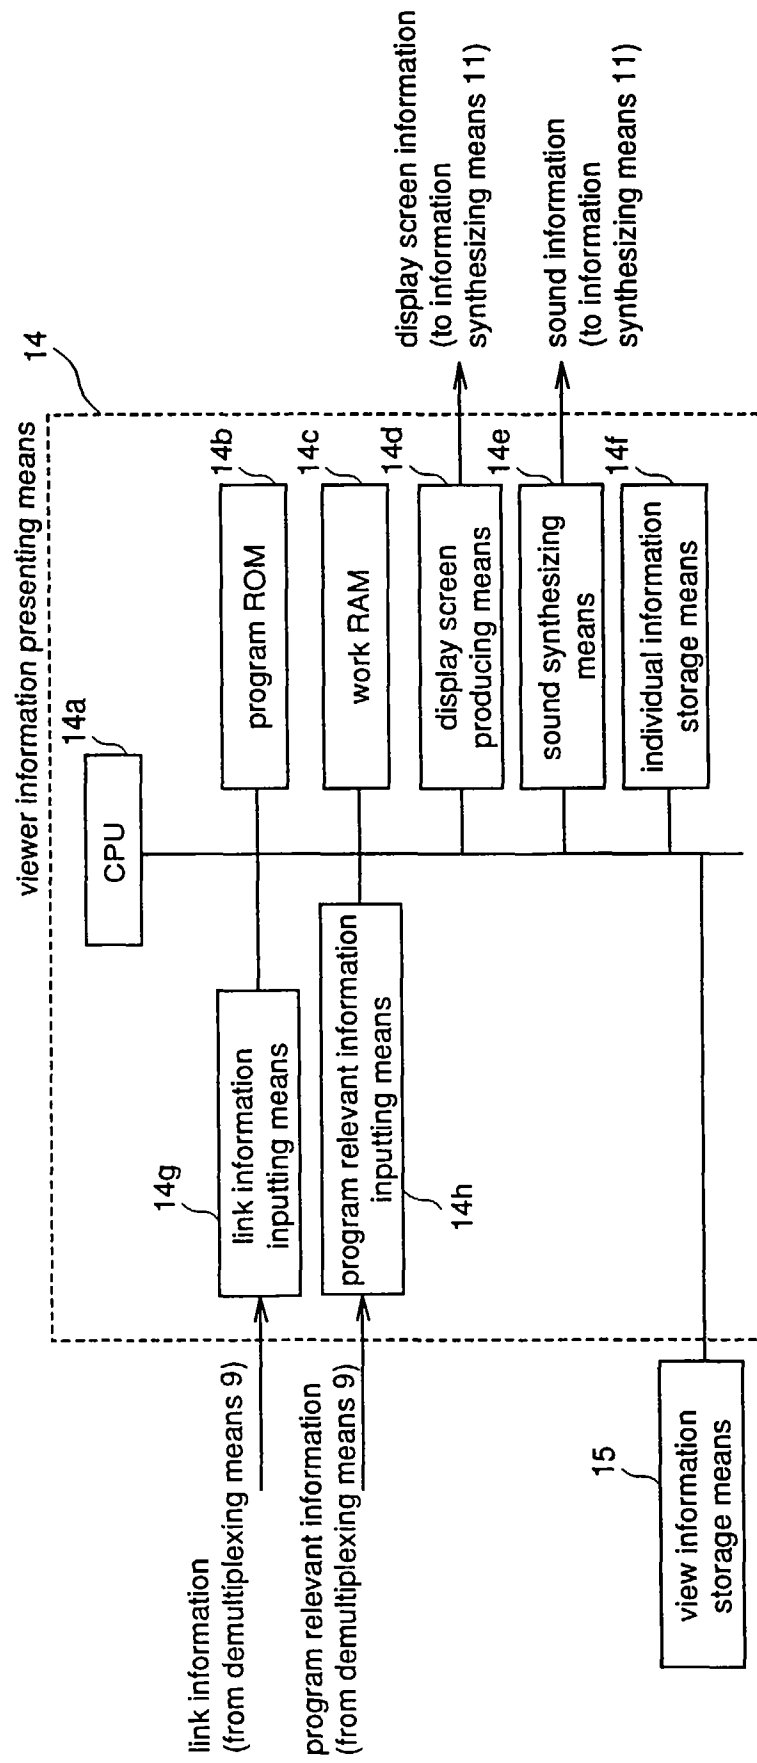 viewer information presenting means
14
CPU
14a
program ROM
14b
work RAM
14c
display screen
producing means
14d
sound synthesizing
means
14e
individual information
storage means
14f
14g
link information
inputting means
program relevant information
inputting means
14h
link information
(from demultiplexing means 9)
program relevant information
(from demultiplexing means 9)
display screen information
(to information
synthesizing means 11)
sound information
(to information
synthesizing means 11)
15
view information
storage means